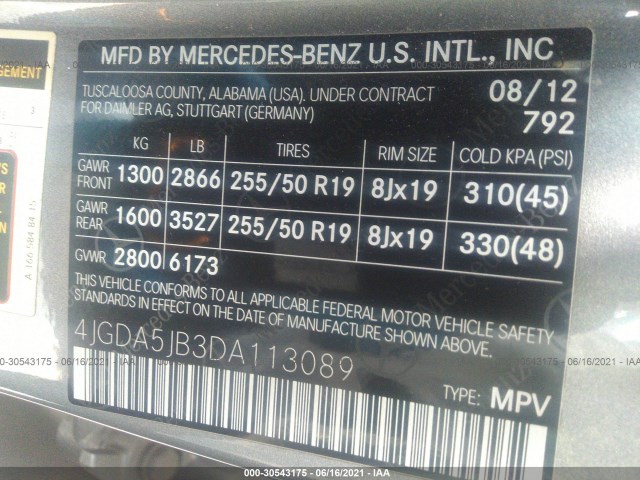 MFD BY MERCEDES-BENZ U.S. INTL., INC
TUSCALOOSA COUNTY, ALABAMA (USA). UNDER CONTRACT 08/12
FOR DAIMLER AG, STUTTGART (GERMANY) 792
KG LB TIRES RIM SIZE COLD KPA (PSI)
GAWR FRONT 1300 2866 255/50 R19 8Jx19 310(45)
GAWR REAR 1600 3527 255/50 R19 8Jx19 330(48)
GVWR 2800 6173
THIS VEHICLE CONFORMS TO ALL APPLICABLE FEDERAL MOTOR VEHICLE SAFETY
STANDARDS IN EFFECT ON THE DATE OF MANUFACTURE SHOWN ABOVE.
4JGDA5JB3DA113089
TYPE: MPV
A 166 584 84 15
000-30543175 - 06/16/2021 - IAA